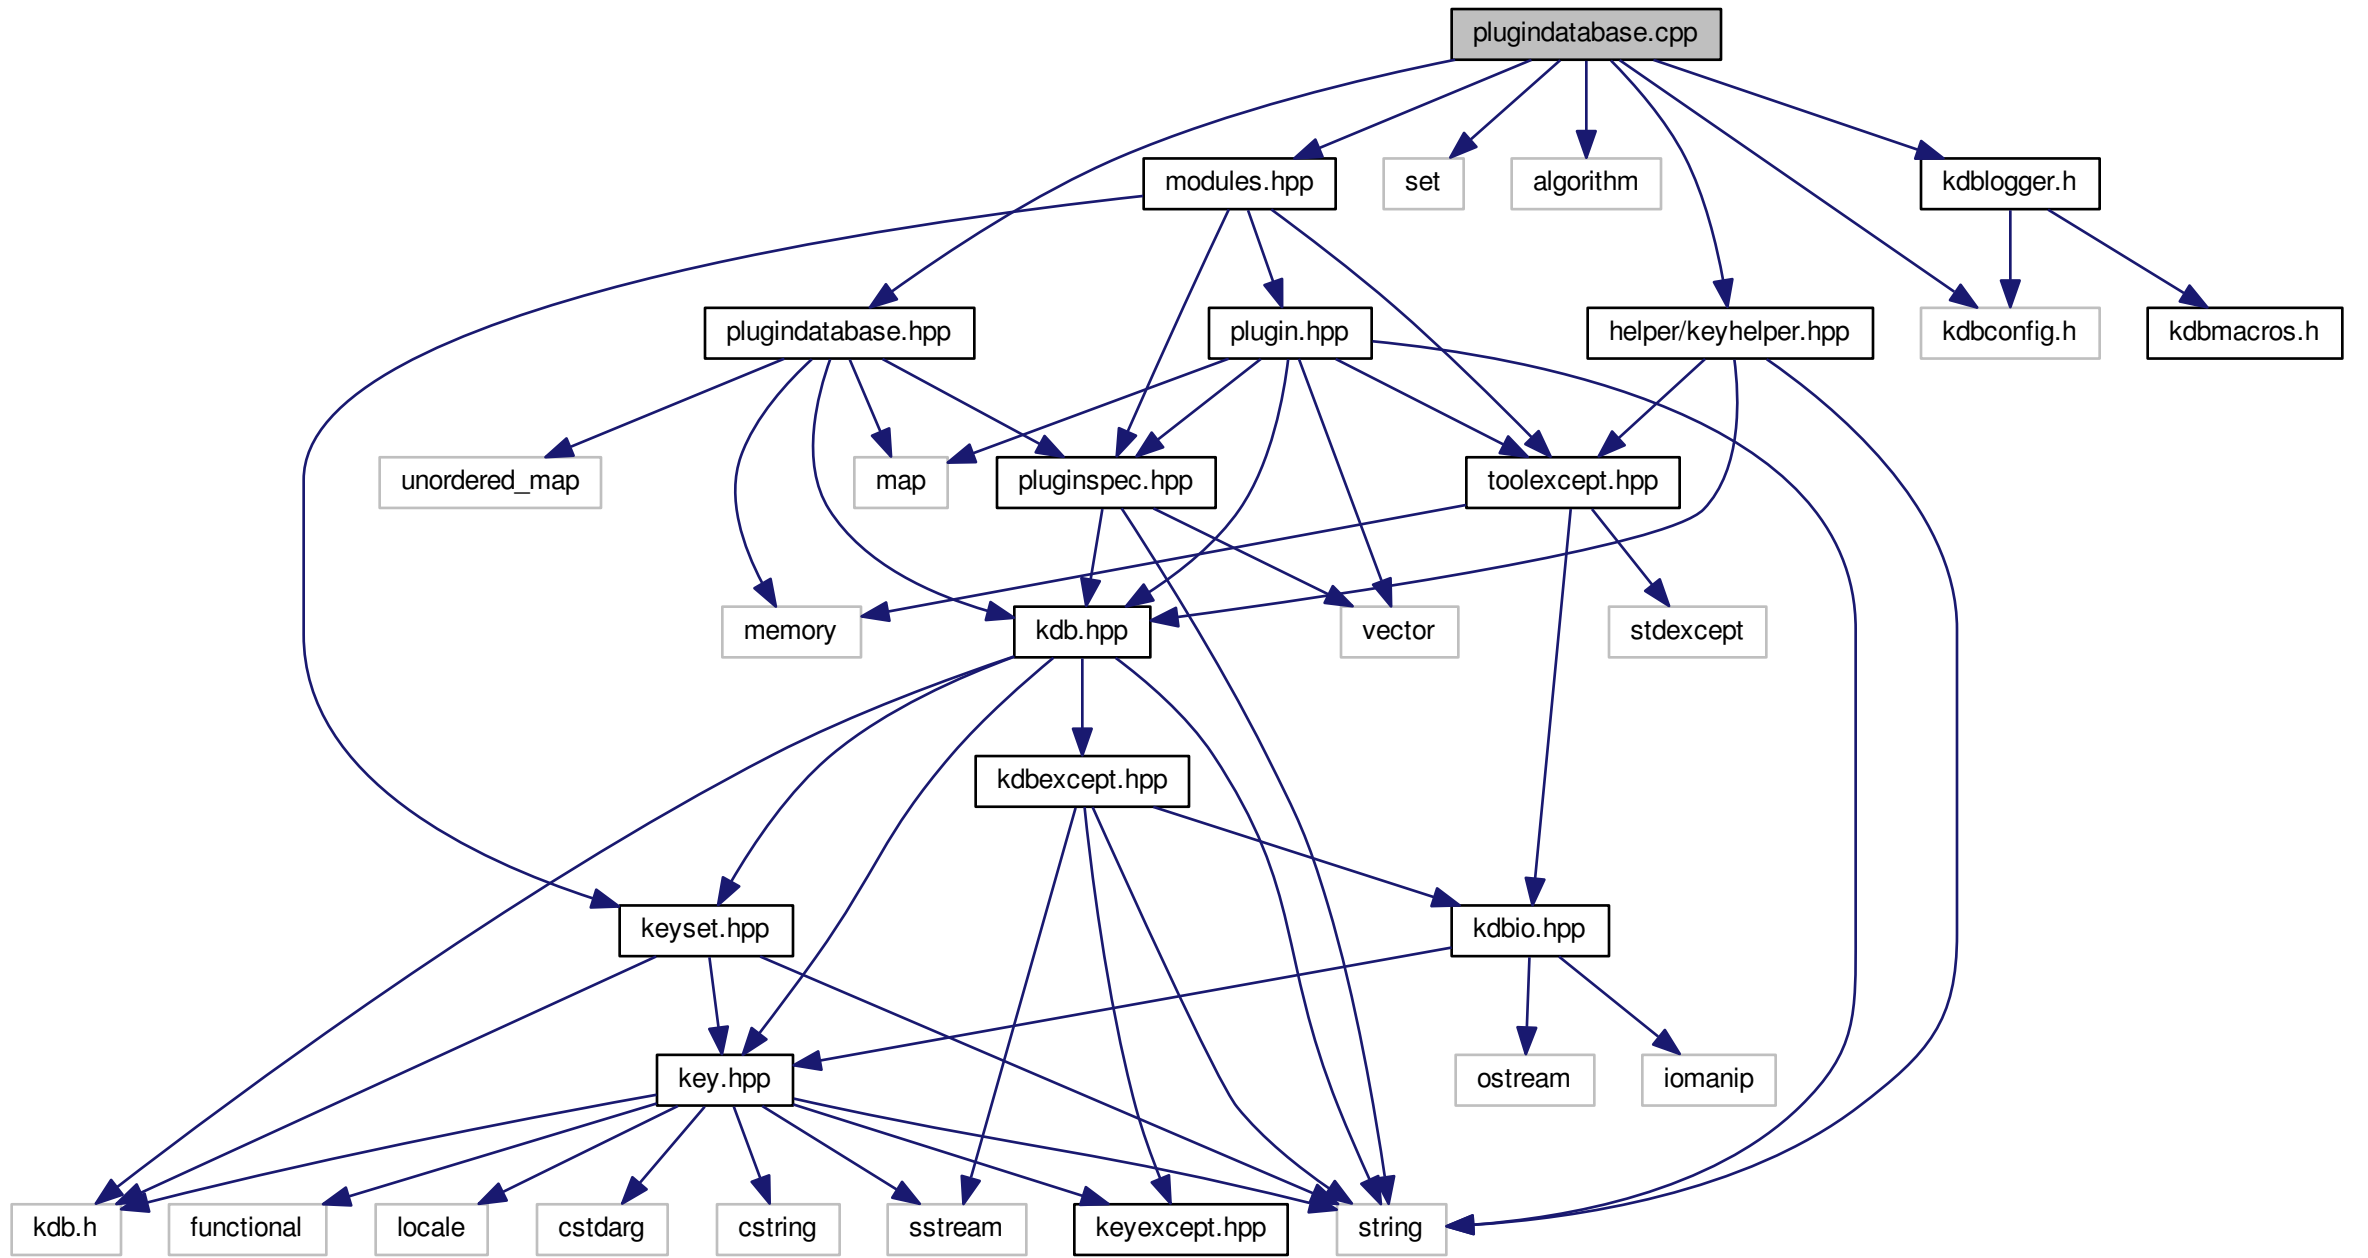 plugindatabase.cpp
modules.hpp
set
algorithm
kdblogger.h
plugindatabase.hpp
plugin.hpp
helper/keyhelper.hpp
kdbconfig.h
kdbmacros.h
unordered_map
map
pluginspec.hpp
toolexcept.hpp
memory
kdb.hpp
vector
stdexcept
kdbexcept.hpp
keyset.hpp
kdbio.hpp
key.hpp
ostream
iomanip
kdb.h
functional
locale
cstdarg
cstring
sstream
keyexcept.hpp
string